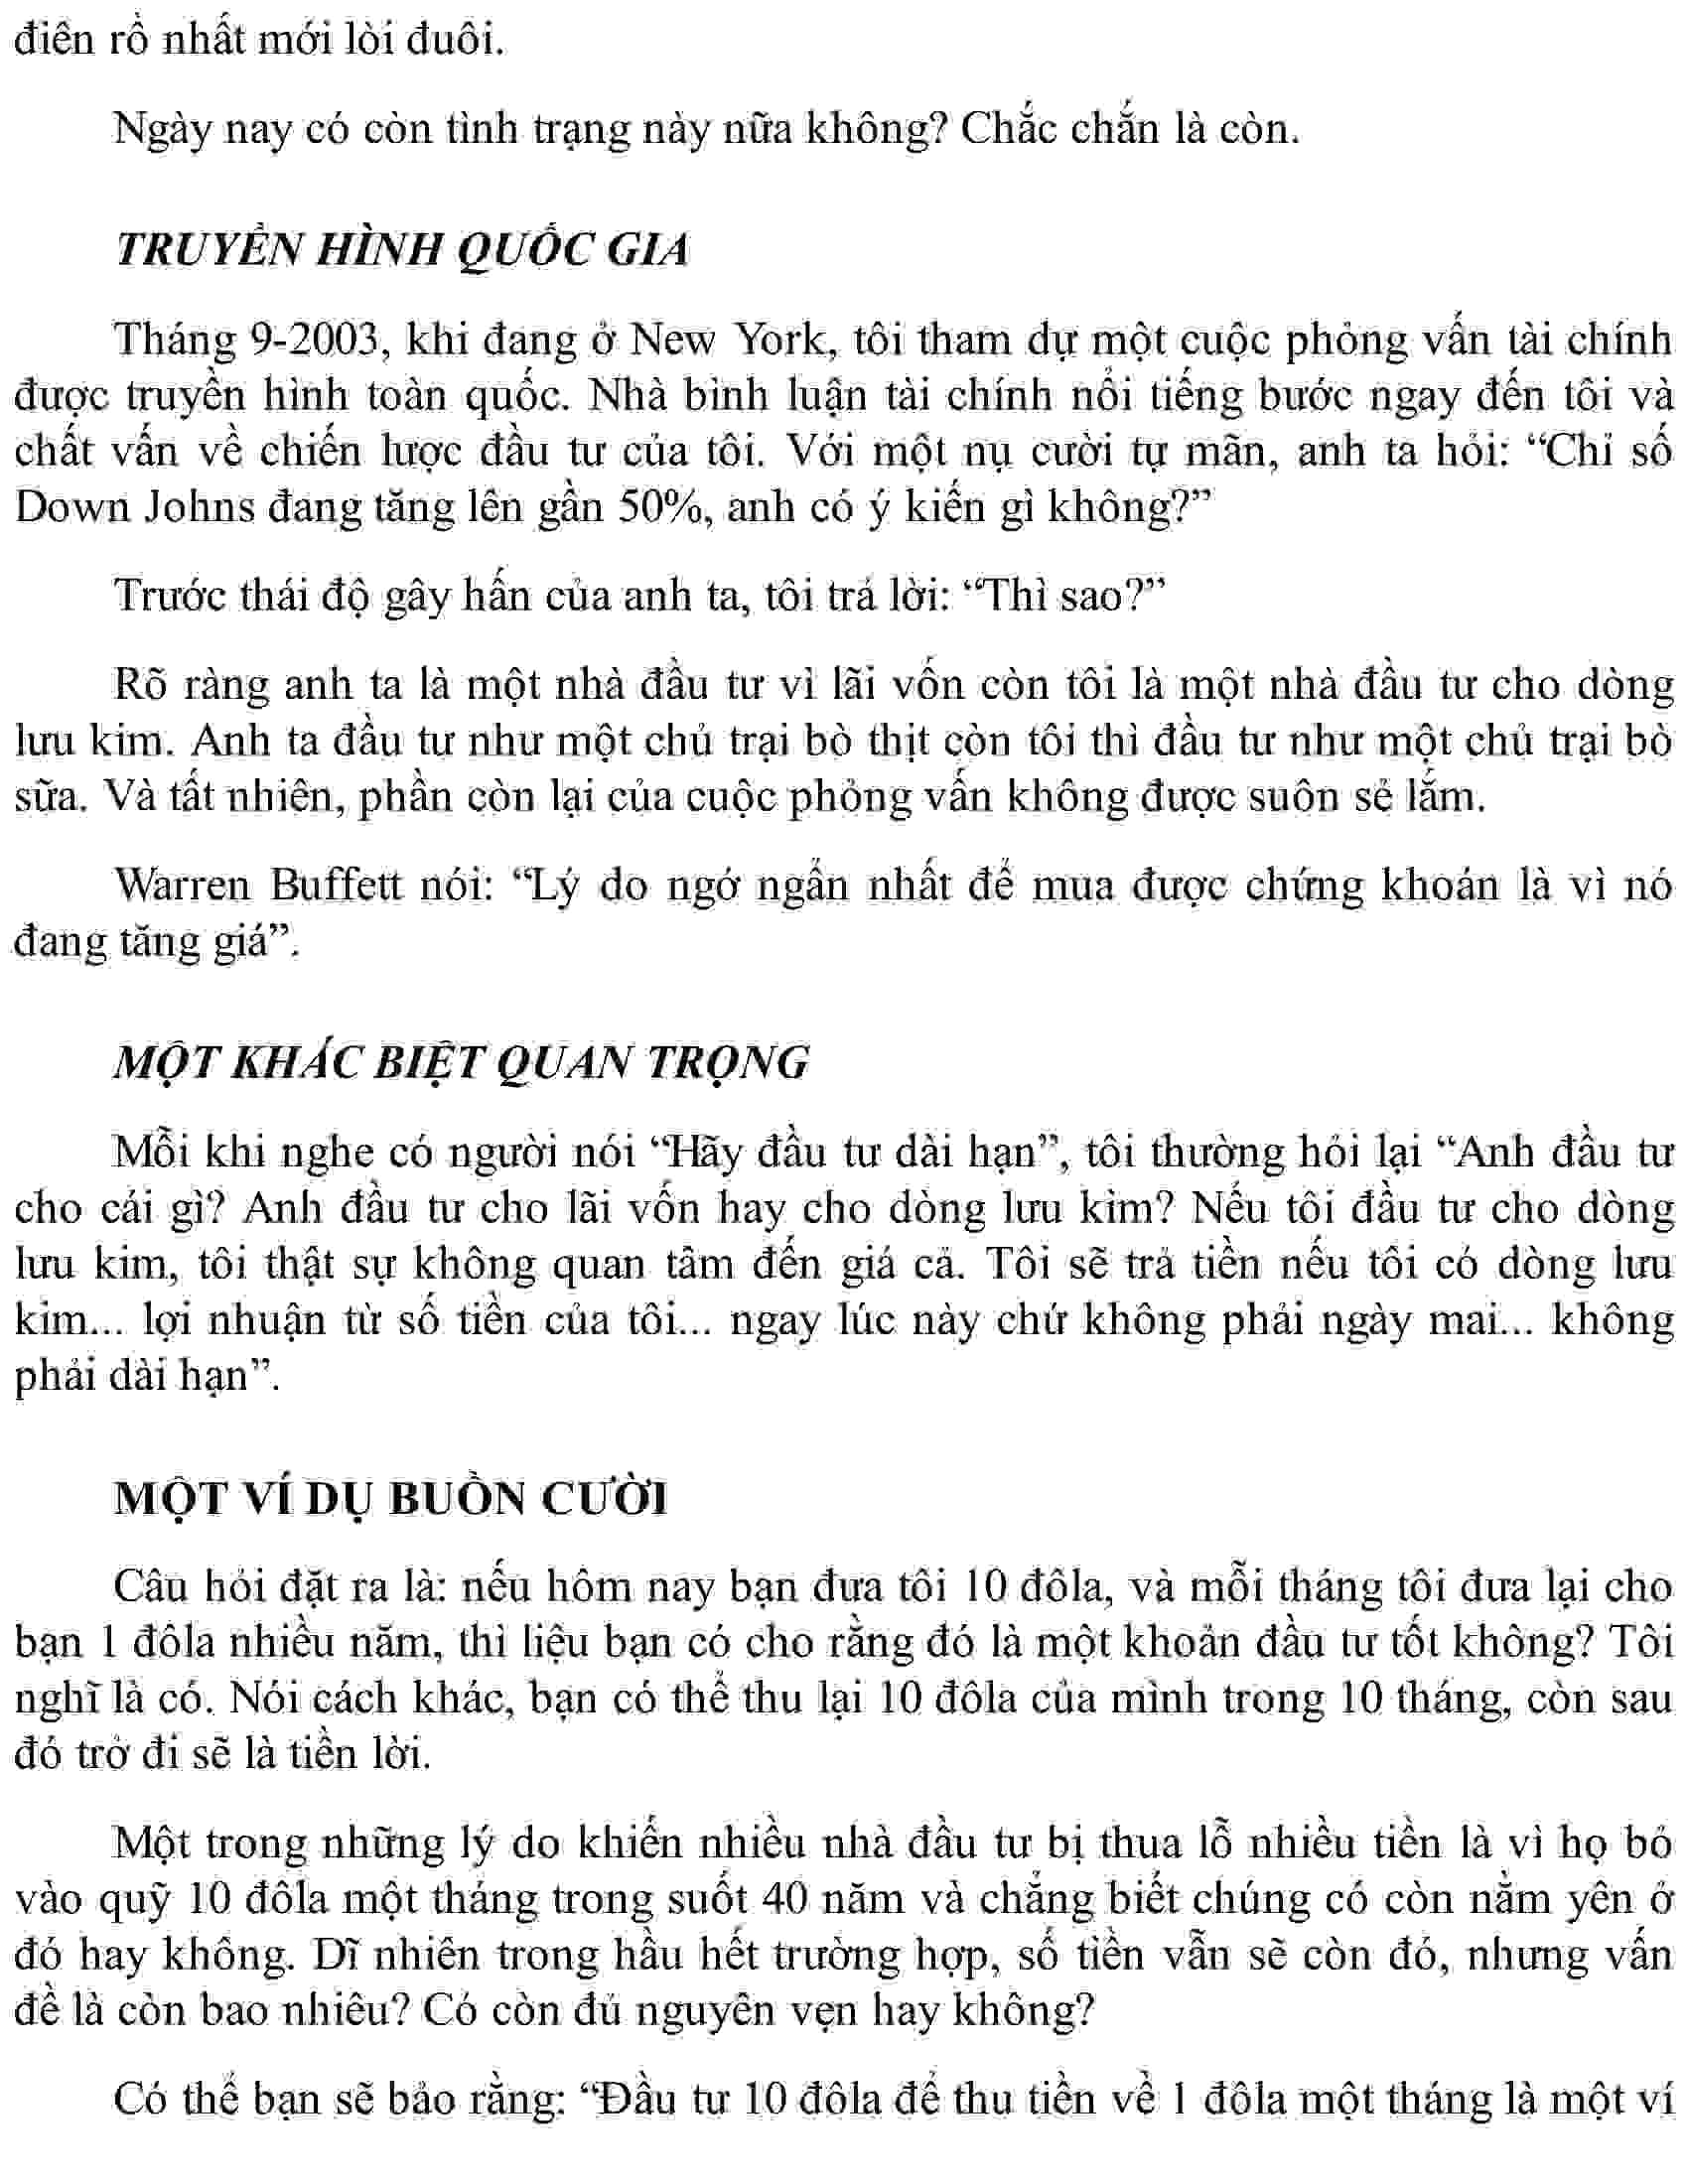 điên rồ nhất mới lòi đuôi.
Ngày nay có còn tình trạng này nữa không? Chắc chắn là còn.
TRUYỀN HÌNH QUỐC GIA
Tháng 9-2003, khi đang ở New York, tôi tham dự một cuộc phỏng vấn tài chính
được truyền hình toàn quốc. Nhà bình luận tài chính nổi tiếng bước ngay đến tôi và
chất vấn về chiến lược đầu tư của tôi. Với một nụ cười tự mãn, anh ta hỏi: “Chỉ số
Down Johns đang tăng lên gần 50%, anh có ý kiến gì không?”
Trước thái độ gây hấn của anh ta, tôi trả lời: “Thì sao?”
Rõ ràng anh ta là một nhà đầu tư vì lãi vốn còn tôi là một nhà đầu tư cho dòng
lưu kim. Anh ta đầu tư như một chủ trại bò thịt còn tôi thì đầu tư như một chủ trại bò
sữa. Và tất nhiên, phần còn lại của cuộc phỏng vấn không được suôn sẻ lắm.
Warren Buffett nói: “Lý do ngớ ngẩn nhất để mua được chứng khoán là vì nó
đang tăng giá”.
MỘT KHÁC BIỆT QUAN TRỌNG
Mỗi khi nghe có người nói “Hãy đầu tư dài hạn”, tôi thường hỏi lại “Anh đầu tư
cho cái gì? Anh đầu tư cho lãi vốn hay cho dòng lưu kim? Nếu tôi đầu tư cho dòng
lưu kim, tôi thật sự không quan tâm đến giá cả. Tôi sẽ trả tiền nếu tôi có dòng lưu
kim... lợi nhuận từ số tiền của tôi... ngay lúc này chứ không phải ngày mai... không
phải dài hạn”.
MỘT VÍ DỤ BUỒN CƯỜI
Câu hỏi đặt ra là: nếu hôm nay bạn đưa tôi 10 đôla, và mỗi tháng tôi đưa lại cho
bạn 1 đôla nhiều năm, thì liệu bạn có cho rằng đó là một khoản đầu tư tốt không? Tôi
nghĩ là có. Nói cách khác, bạn có thể thu lại 10 đôla của mình trong 10 tháng, còn sau
đó trở đi sẽ là tiền lời.
Một trong những lý do khiến nhiều nhà đầu tư bị thua lỗ nhiều tiền là vì họ bỏ
vào quỹ 10 đôla một tháng trong suốt 40 năm và chẳng biết chúng có còn nằm yên ở
đó hay không. Dĩ nhiên trong hầu hết trường hợp, số tiền vẫn sẽ còn đó, nhưng vấn
đề là còn bao nhiêu? Có còn đủ nguyên vẹn hay không?
Có thể bạn sẽ bảo rằng: “Đầu tư 10 đôla để thu tiền về 1 đôla một tháng là một ví